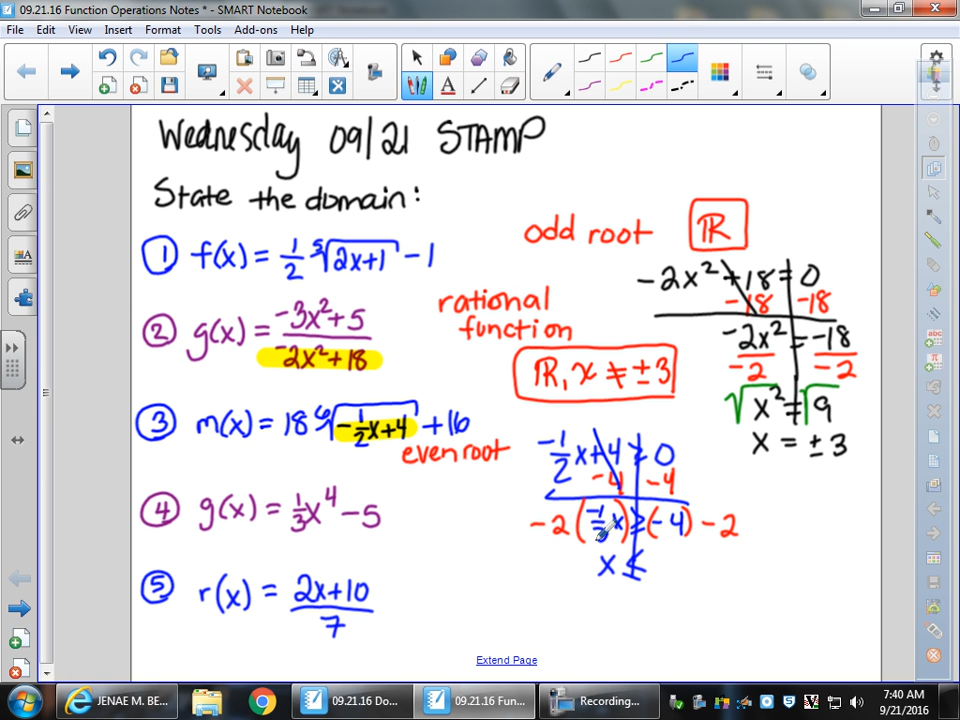 09.21.16 Function Operations Notes * - SMART Notebook
File Edit View Insert Format Tools Add-ons Help
Wednesday 09/21 STAMP
State the domain:
① f(x) = 1/2 ⁵√(2x+1) - 1
odd root ℝ
② g(x) = (-3x²+5)/(-2x²+18)
rational
function
ℝ, x ≠ ±3
-2x² + 18 = 0
-18 -18
-2x² = -18
-2 -2
√x² = √9
x = ±3
③ m(x) = 18 ⁶√(-1/2x+4) + 16
even root
-1/2x + 4 ≥ 0
-4 -4
-2(-1/2x) ≥ (-4) -2
x ≤
④ g(x) = 1/3x⁴ - 5
⑤ r(x) = (2x+10)/7
Extend Page
JENAE M. BE...
09.21.16 Do...
09.21.16 Fun...
Recording...
7:40 AM
9/21/2016